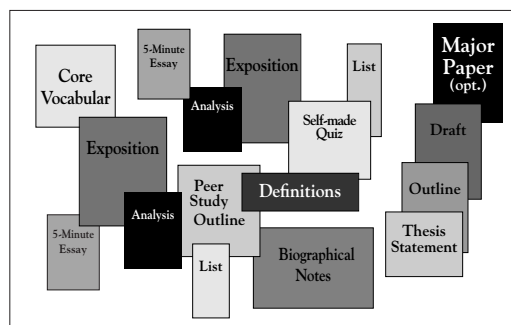 5-Minute
Essay
Core
Vocabular
Exposition
List
Major
Paper
(opt.)
Analysis
Self-made
Quiz
Draft
Exposition
Peer
Study
Outline
Definitions
Outline
Analysis
5-Minute
Essay
List
Biographical
Notes
Thesis
Statement